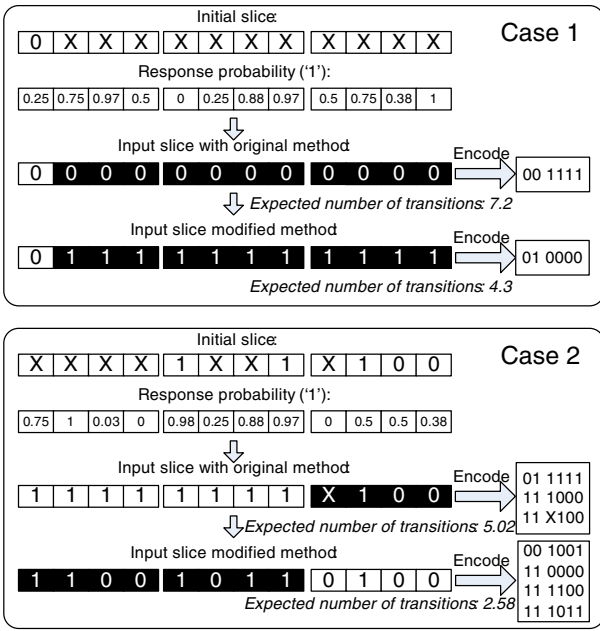 Case 1
Initial slice:
0 X X X X X X X X X X X
Response probability ('1'):
0.25 0.75 0.97 0.5 0 0.25 0.88 0.97 0.5 0.75 0.38 1
Input slice with original method:
0 0 0 0 0 0 0 0 0 0 0 0
Encode
00 1111
Expected number of transitions: 7.2
Input slice modified method:
0 1 1 1 1 1 1 1 1 1 1 1
Encode
01 0000
Expected number of transitions: 4.3
Case 2
Initial slice:
X X X X 1 X X 1 X 1 0 0
Response probability ('1'):
0.75 1 0.03 0 0.98 0.25 0.88 0.97 0 0.5 0.5 0.38
Input slice with original method:
1 1 1 1 1 1 1 1 X 1 0 0
Encode
01 1111
11 1000
11 X100
Expected number of transitions: 5.02
Input slice modified method:
1 1 0 0 1 0 1 1 0 1 0 0
Encode
00 1001
11 0000
11 1100
11 1011
Expected number of transitions: 2.58